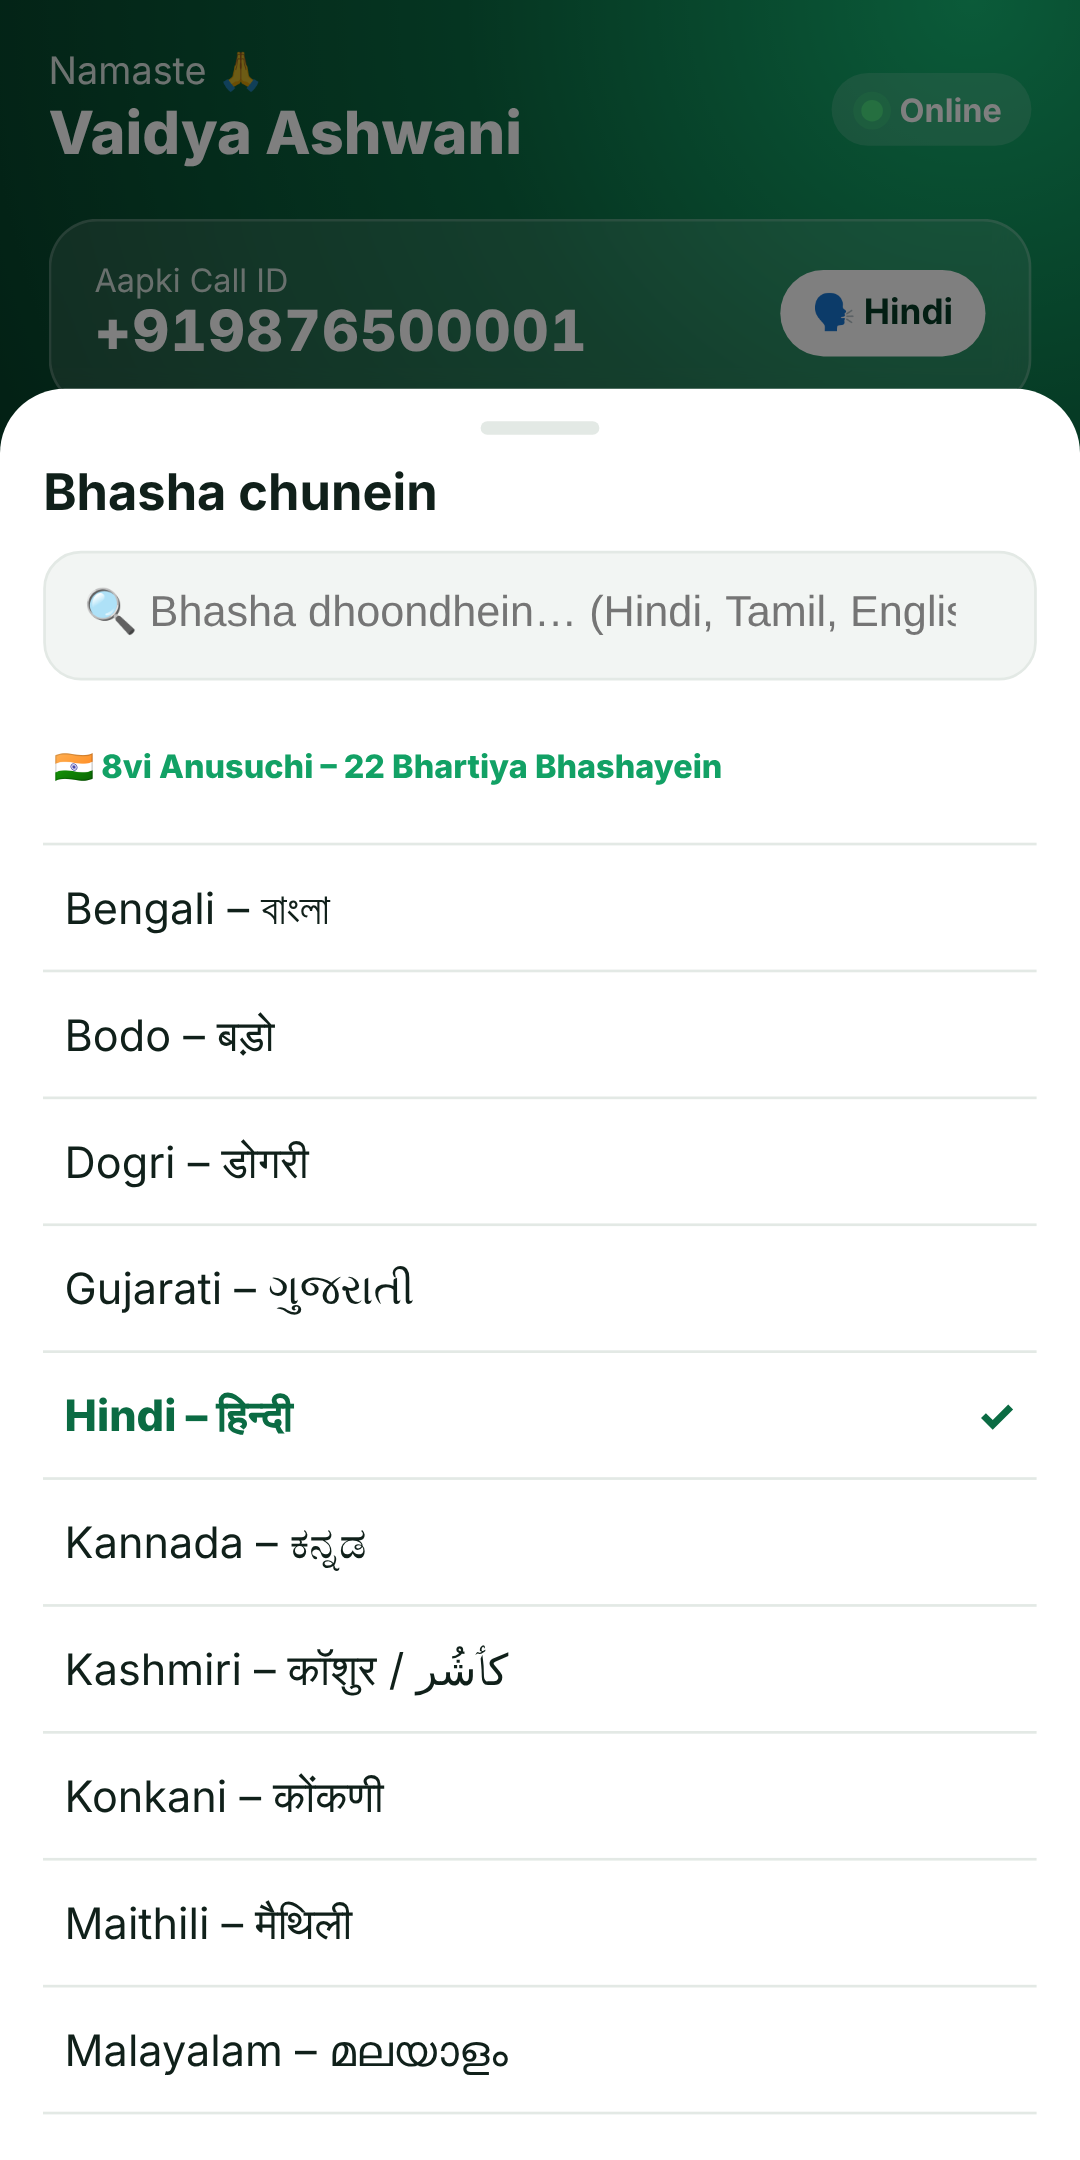 Namaste 🙏
Vaidya Ashwani
Online
Aapki Call ID
+919876500001
🗣 Hindi
Bhasha chunein
🔍 Bhasha dhoondhein… (Hindi, Tamil, Englis
🇮🇳 8vi Anusuchi – 22 Bhartiya Bhashayein
Bengali – বাংলা
Bodo – बड़ो
Dogri – डोगरी
Gujarati – ગુજરાતી
Hindi – हिन्दी ✓
Kannada – ಕನ್ನಡ
Kashmiri – कॉशुर / كٲشُر
Konkani – कोंकणी
Maithili – मैथिली
Malayalam – മലയാളം